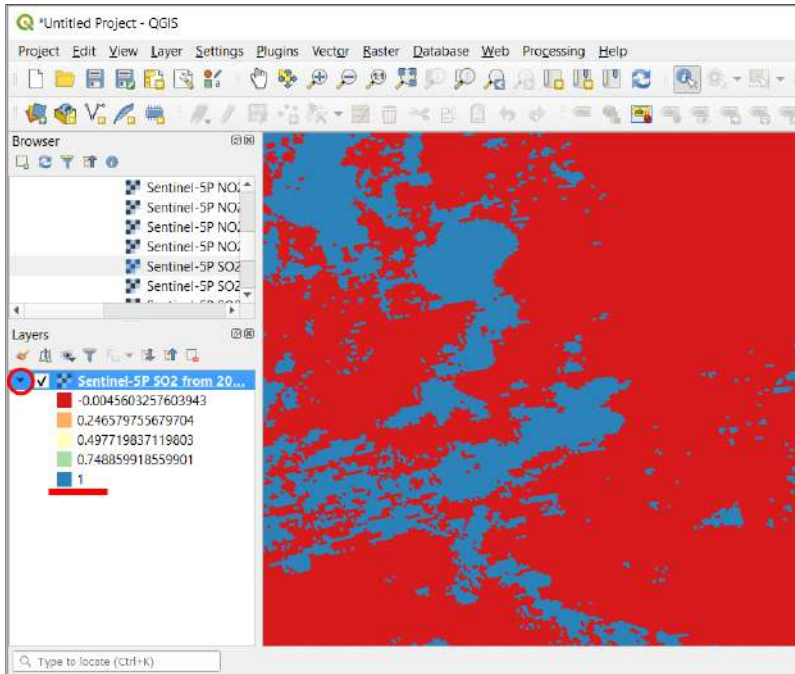 *Untitled Project - QGIS
Project Edit View Layer Settings Plugins Vector Raster Database Web Processing Help
Browser
Sentinel-5P NO2
Sentinel-5P NO2
Sentinel-5P NO2
Sentinel-5P NO2
Sentinel-5P SO2
Sentinel-5P SO2
Layers
Sentinel-5P SO2 from 20...
-0.0045603257603943
0.246579755679704
0.497719837119803
0.748859918559901
1
Type to locate (Ctrl+K)